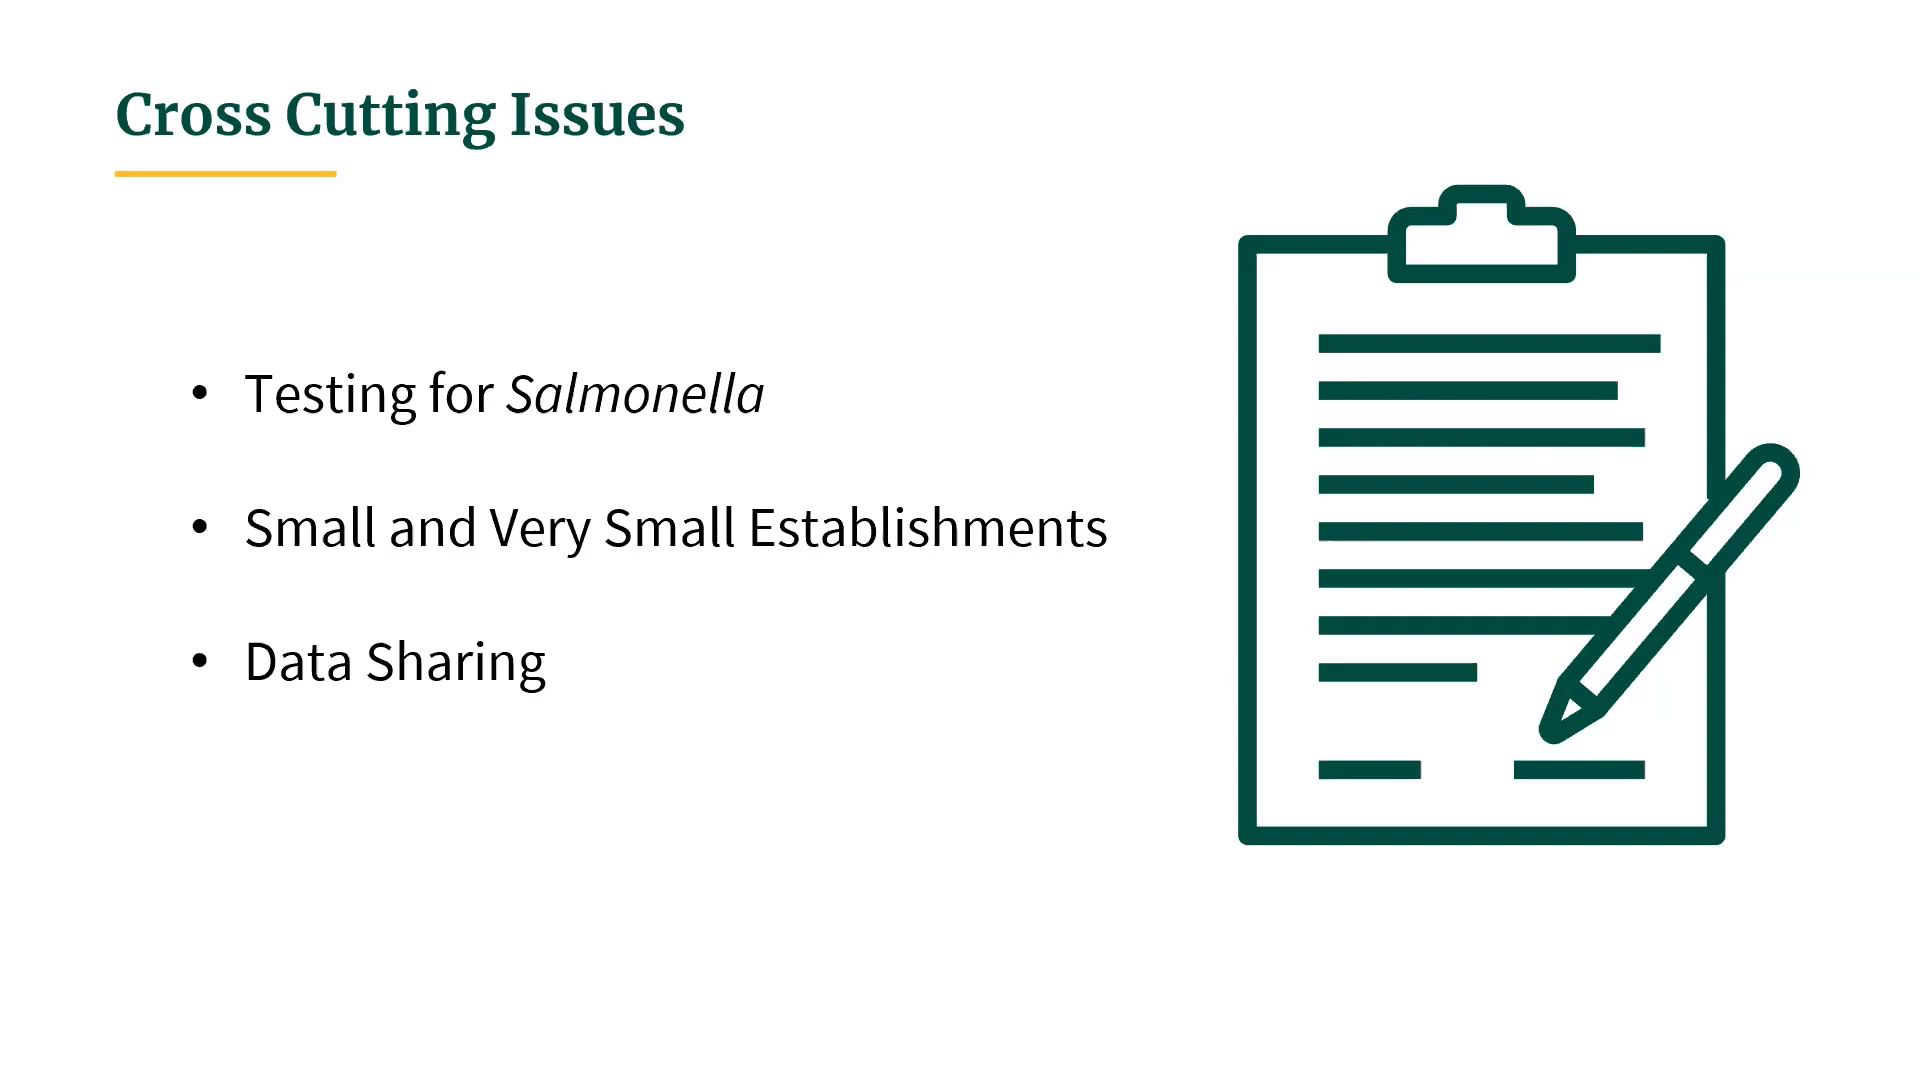 Cross Cutting Issues
• Testing for Salmonella
• Small and Very Small Establishments
• Data Sharing